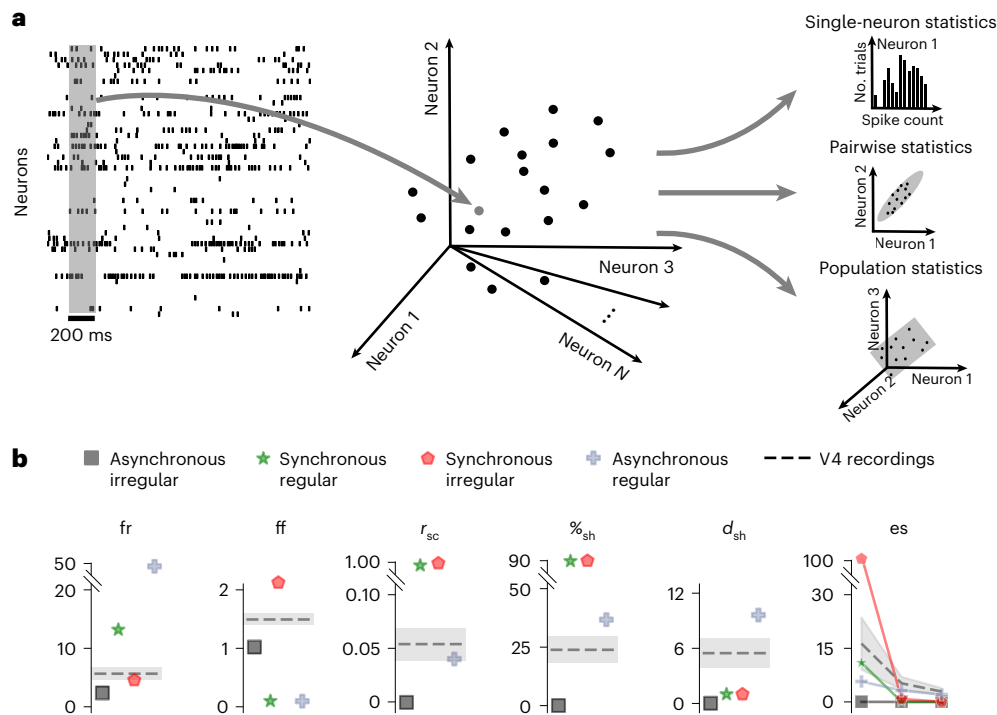 a
Neurons
200 ms
Neuron 2
Neuron 3
Neuron 1
Neuron N
Single-neuron statistics
No. trials
Neuron 1
Spike count
Pairwise statistics
Neuron 2
Neuron 1
Population statistics
Neuron 3
Neuron 1
Neuron 2
b
Asynchronous irregular
Synchronous regular
Synchronous irregular
Asynchronous regular
V4 recordings
fr
50
20
10
0
ff
2
1
0
r_sc
1.00
0.10
0.05
0
%_sh
90
50
25
0
d_sh
12
6
0
es
100
30
15
0